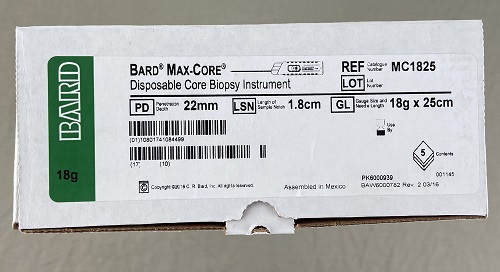 BARD
18g
BARD® MAX-CORE®
Disposable Core Biopsy Instrument
REF Catalogue Number MC1825
LOT Lot Number
PD Penetration Depth 22mm
LSN Length of Sample Notch 1.8cm
GL Gauge Size and Needle Length 18g x 25cm
(01)10801741084499
(17) (10)
Use By
5 Contents
PK6000939
001145
Copyright ©2016 C. R. Bard, Inc. All Rights Reserved.
Assembled in Mexico
BAW6000782 Rev. 2 03/16